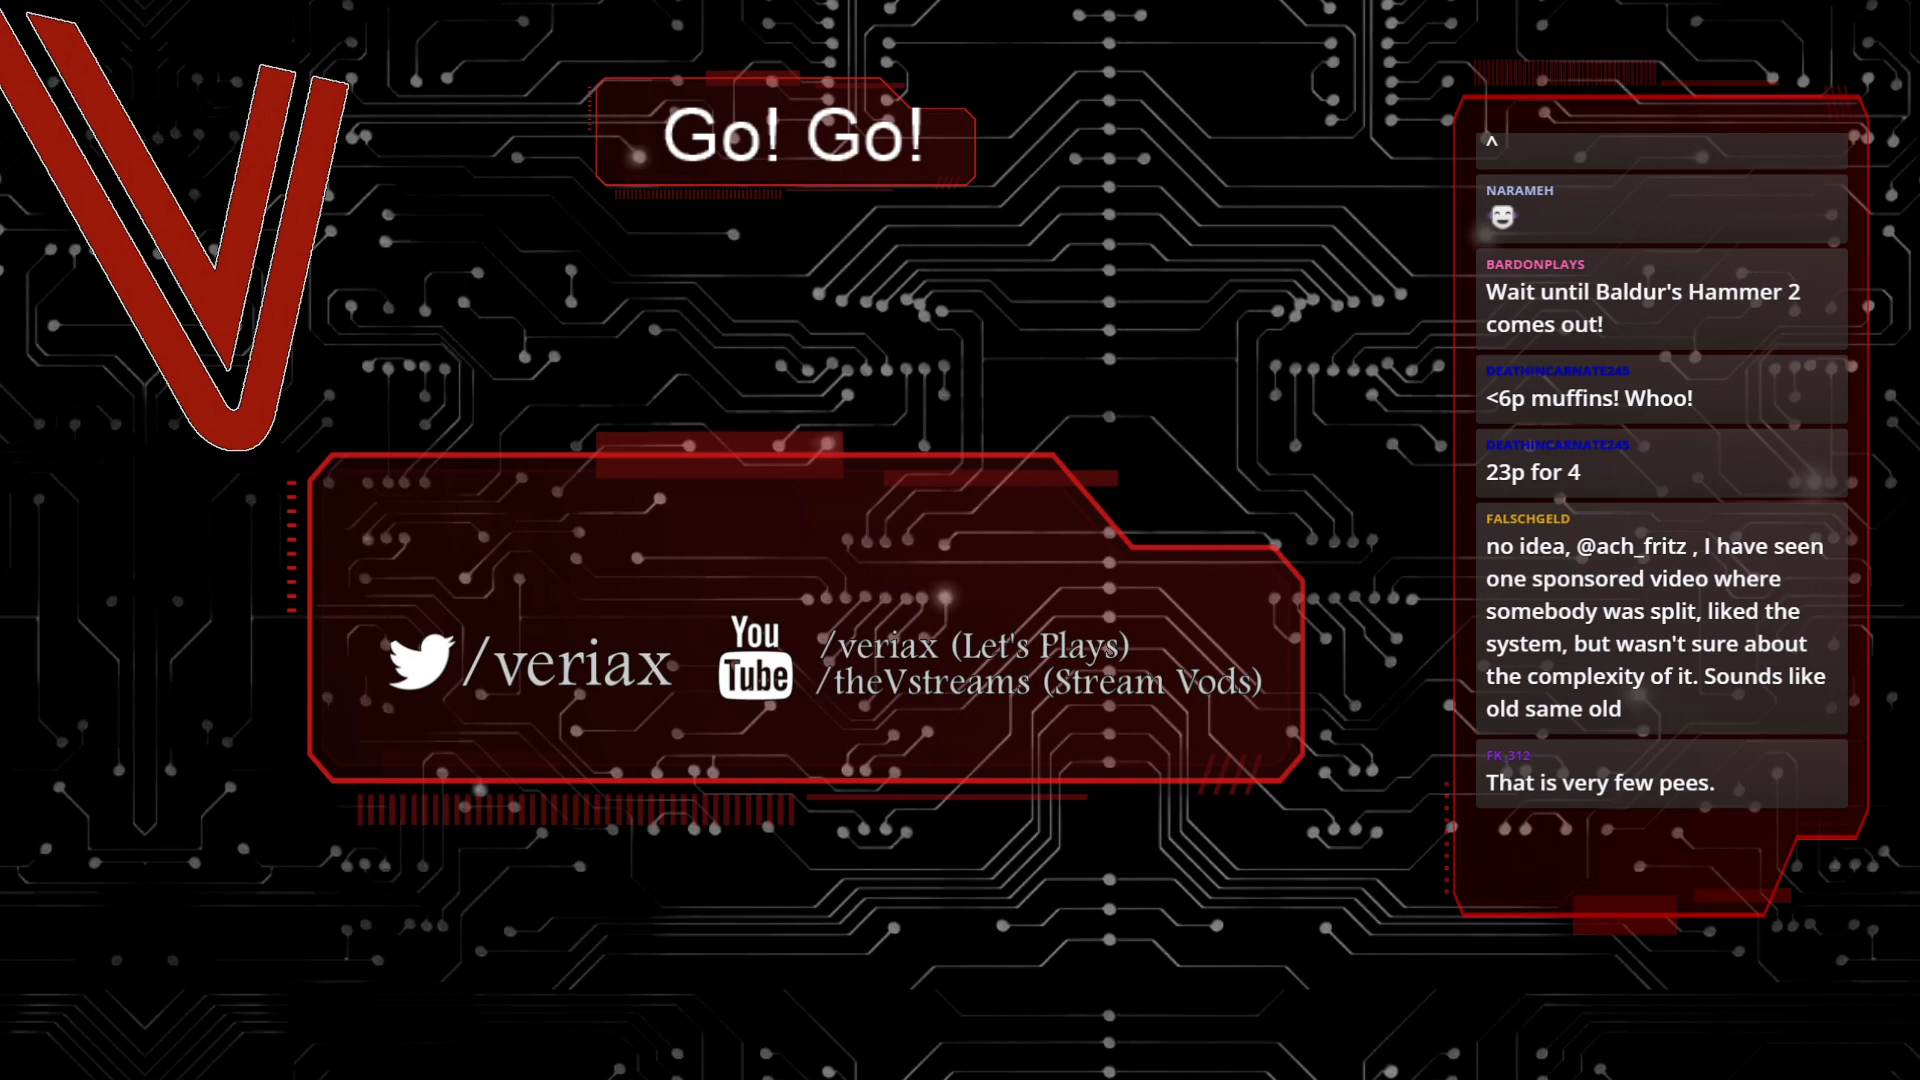 V
Go! Go!
/veriax
You
Tube
/veriax (Let's Plays)
/theVstreams (Stream Vods)
^
NARAMEH
BARDONPLAYS
Wait until Baldur's Hammer 2
comes out!
DEATHINCARNATE245
<6p muffins! Whoo!
DEATHINCARNATE245
23p for 4
FALSCHGELD
no idea, @ach_fritz , I have seen
one sponsored video where
somebody was split, liked the
system, but wasn't sure about
the complexity of it. Sounds like
old same old
FK_312
That is very few pees.